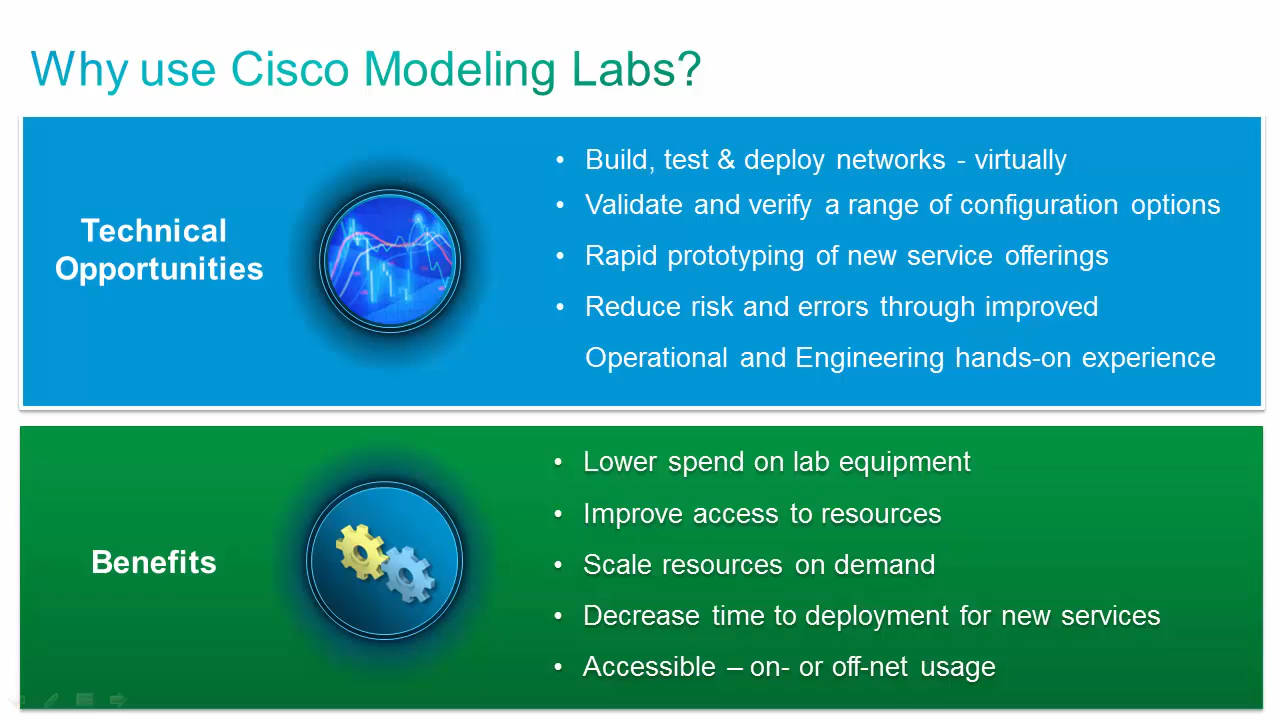 Why use Cisco Modeling Labs?
Technical
Opportunities
• Build, test & deploy networks - virtually
• Validate and verify a range of configuration options
• Rapid prototyping of new service offerings
• Reduce risk and errors through improved
Operational and Engineering hands-on experience
Benefits
• Lower spend on lab equipment
• Improve access to resources
• Scale resources on demand
• Decrease time to deployment for new services
• Accessible – on- or off-net usage